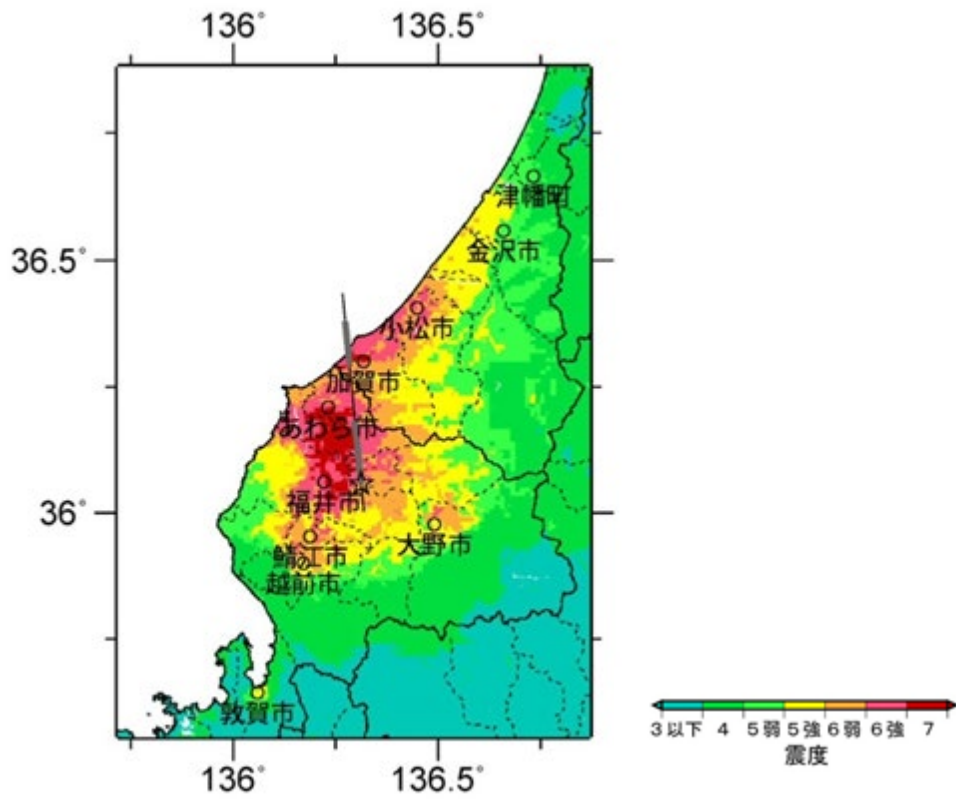 136° 136.5°
津幡町
金沢市
36.5°
小松市
加賀市
あわら市
福井市
36°
大野市
鯖江市
越前市
敦賀市
3以下 4 5弱 5強 6弱 6強 7
震度
136° 136.5°